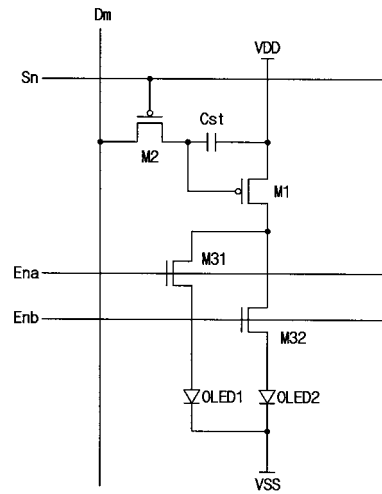 Dm
VDD
Sn
Cst
M2
M1
M31
Ena
Enb
M32
OLED1
OLED2
VSS